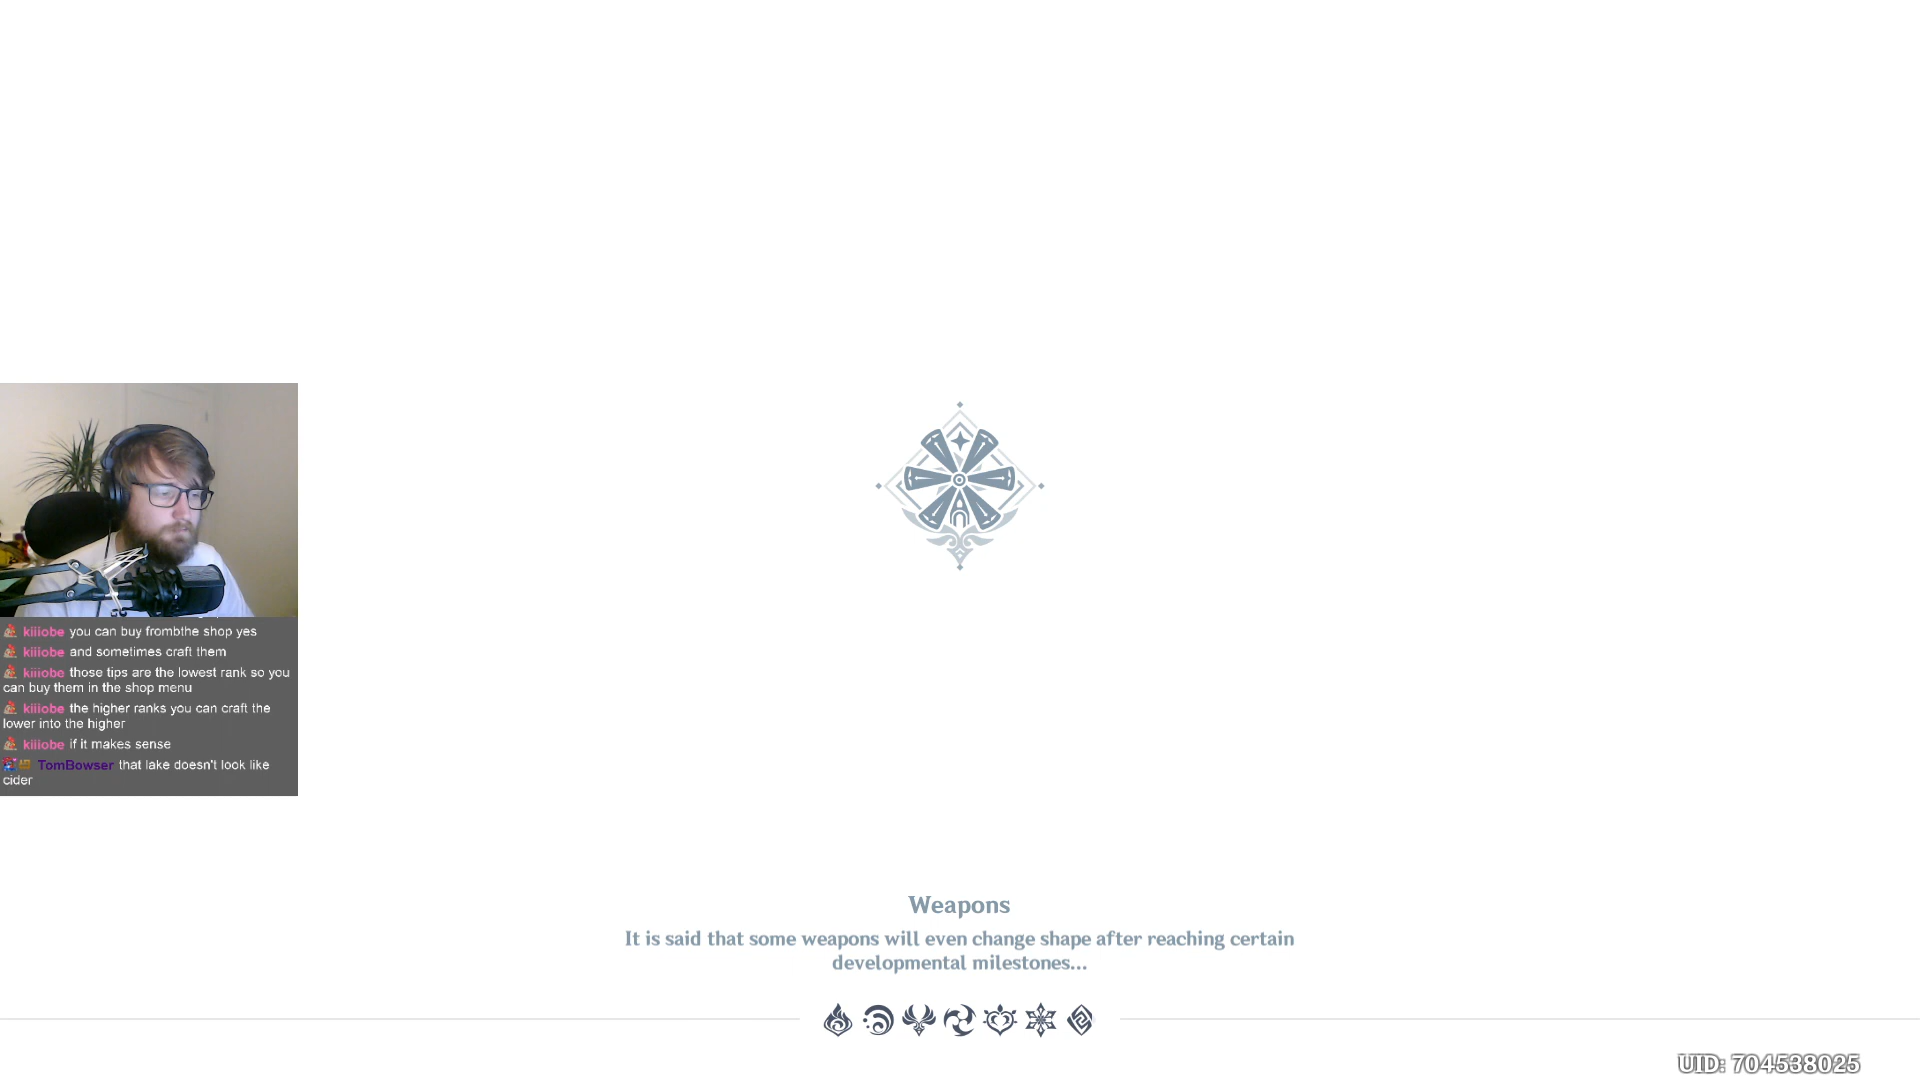 kiiiobe you can buy frombthe shop yes
kiiiobe and sometimes craft them
kiiiobe those tips are the lowest rank so you
can buy them in the shop menu
kiiiobe the higher ranks you can craft the
lower into the higher
kiiiobe if it makes sense
TomBowser that lake doesn't look like
cider
Weapons
It is said that some weapons will even change shape after reaching certain
developmental milestones...
UID: 704538025